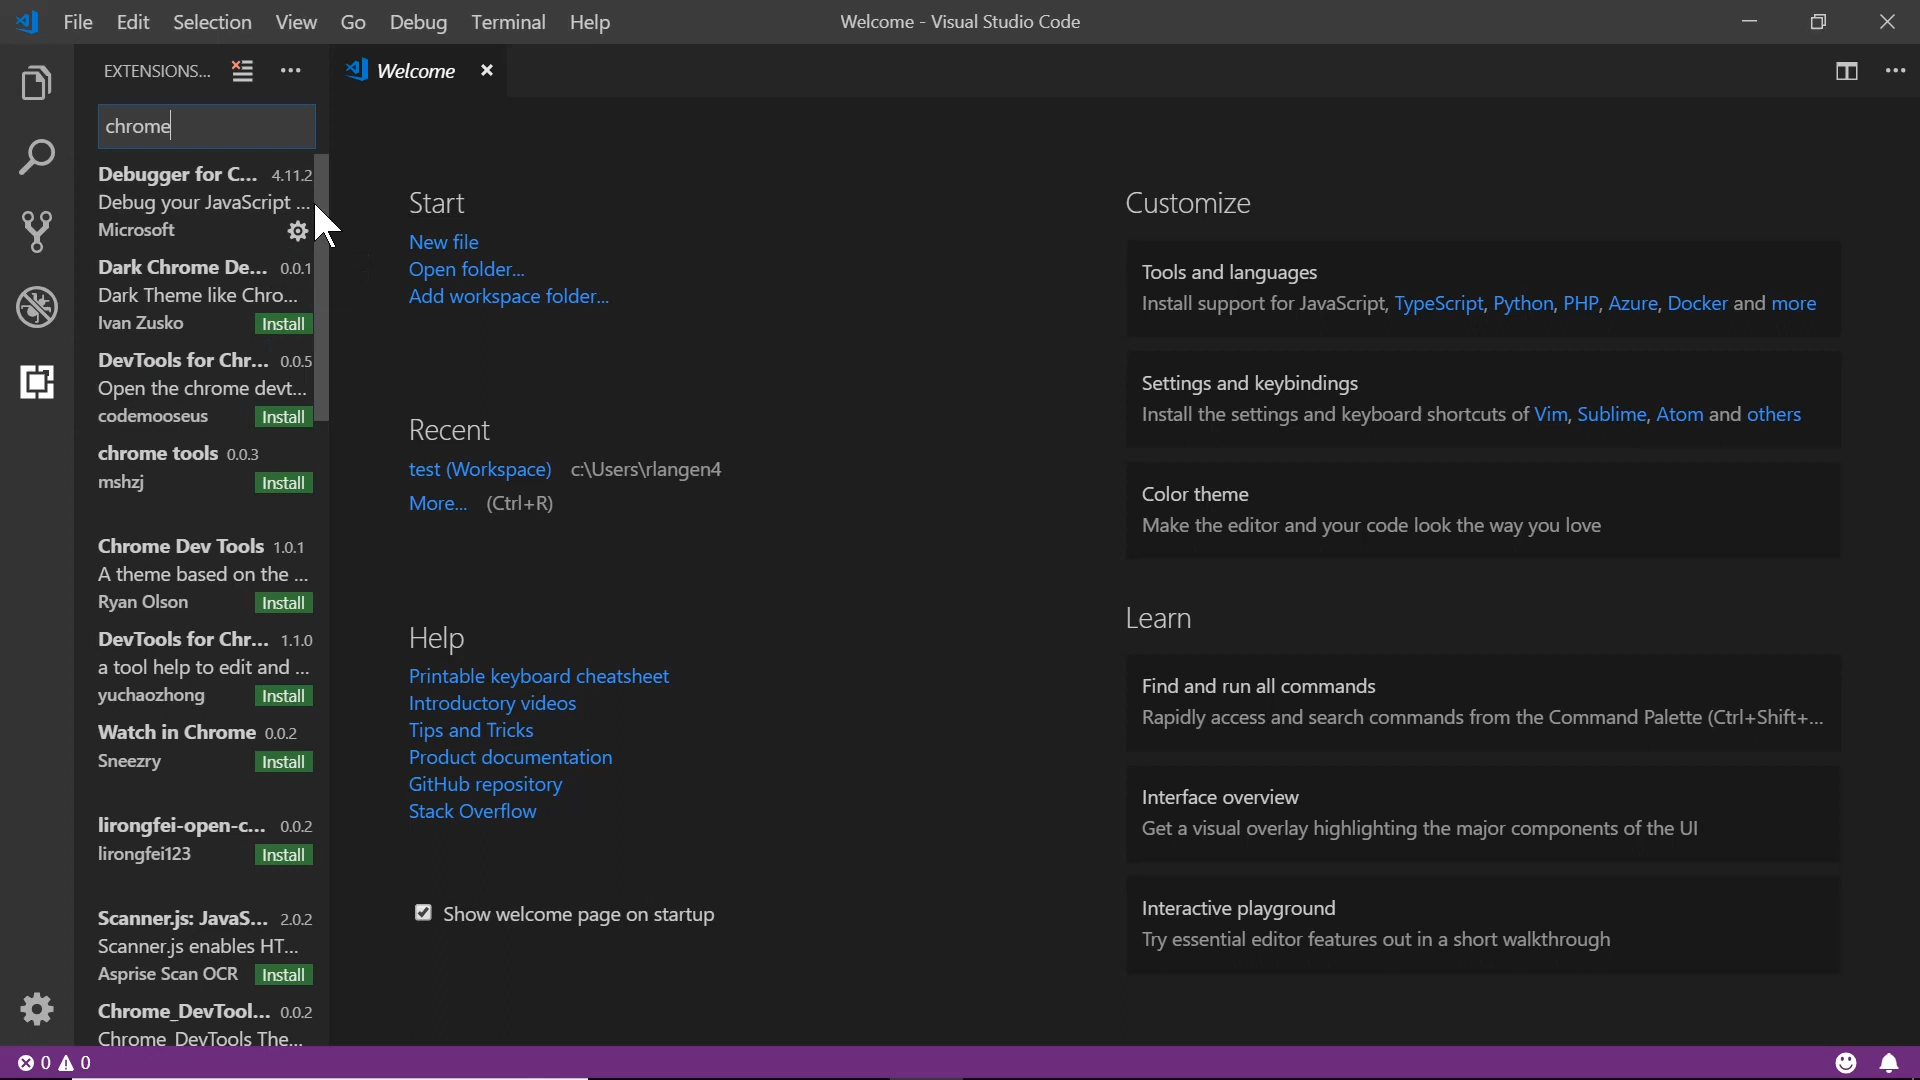 File Edit Selection View Go Debug Terminal Help
Welcome - Visual Studio Code
EXTENSIONS...
Welcome
chrome
Debugger for C... 4.11.2
Debug your JavaScript ...
Microsoft
Dark Chrome De... 0.0.1
Dark Theme like Chro...
Ivan Zusko Install
DevTools for Chr... 0.0.5
Open the chrome devt...
codemooseus Install
chrome tools 0.0.3
mshzj Install
Chrome Dev Tools 1.0.1
A theme based on the ...
Ryan Olson Install
DevTools for Chr... 1.1.0
a tool help to edit and ...
yuchaozhong Install
Watch in Chrome 0.0.2
Sneezry Install
lirongfei-open-c... 0.0.2
lirongfei123 Install
Scanner.js: JavaS... 2.0.2
Scanner.js enables HT...
Asprise Scan OCR Install
Chrome_DevTool... 0.0.2
Chrome DevTools The...
Start
New file
Open folder...
Add workspace folder...
Recent
test (Workspace) c:\Users\rlangen4
More... (Ctrl+R)
Help
Printable keyboard cheatsheet
Introductory videos
Tips and Tricks
Product documentation
GitHub repository
Stack Overflow
Show welcome page on startup
Customize
Tools and languages
Install support for JavaScript, TypeScript, Python, PHP, Azure, Docker and more
Settings and keybindings
Install the settings and keyboard shortcuts of Vim, Sublime, Atom and others
Color theme
Make the editor and your code look the way you love
Learn
Find and run all commands
Rapidly access and search commands from the Command Palette (Ctrl+Shift+...
Interface overview
Get a visual overlay highlighting the major components of the UI
Interactive playground
Try essential editor features out in a short walkthrough
0 0